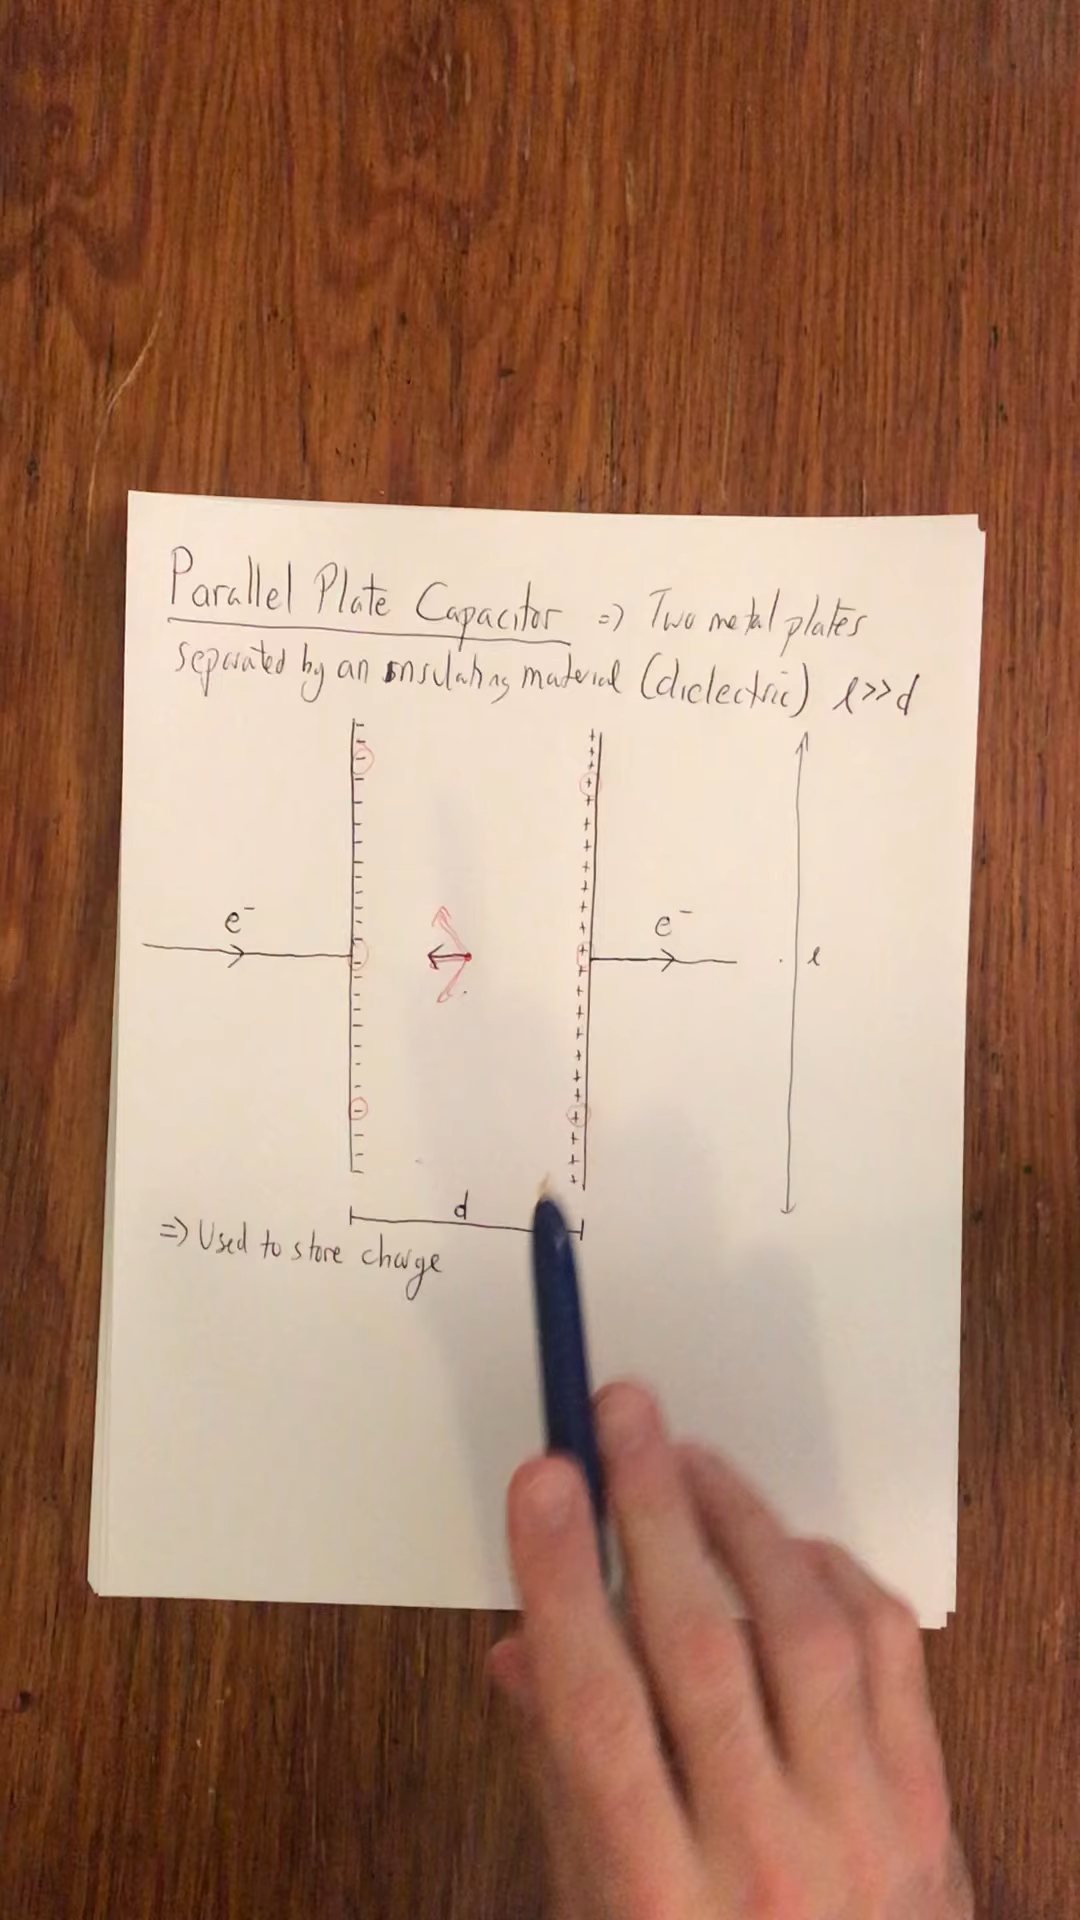 Parallel Plate Capacitor => Two metal plates
separated by an insulating material (dielectric) l>>d
e⁻
e⁻
l
d
=> Used to store charge